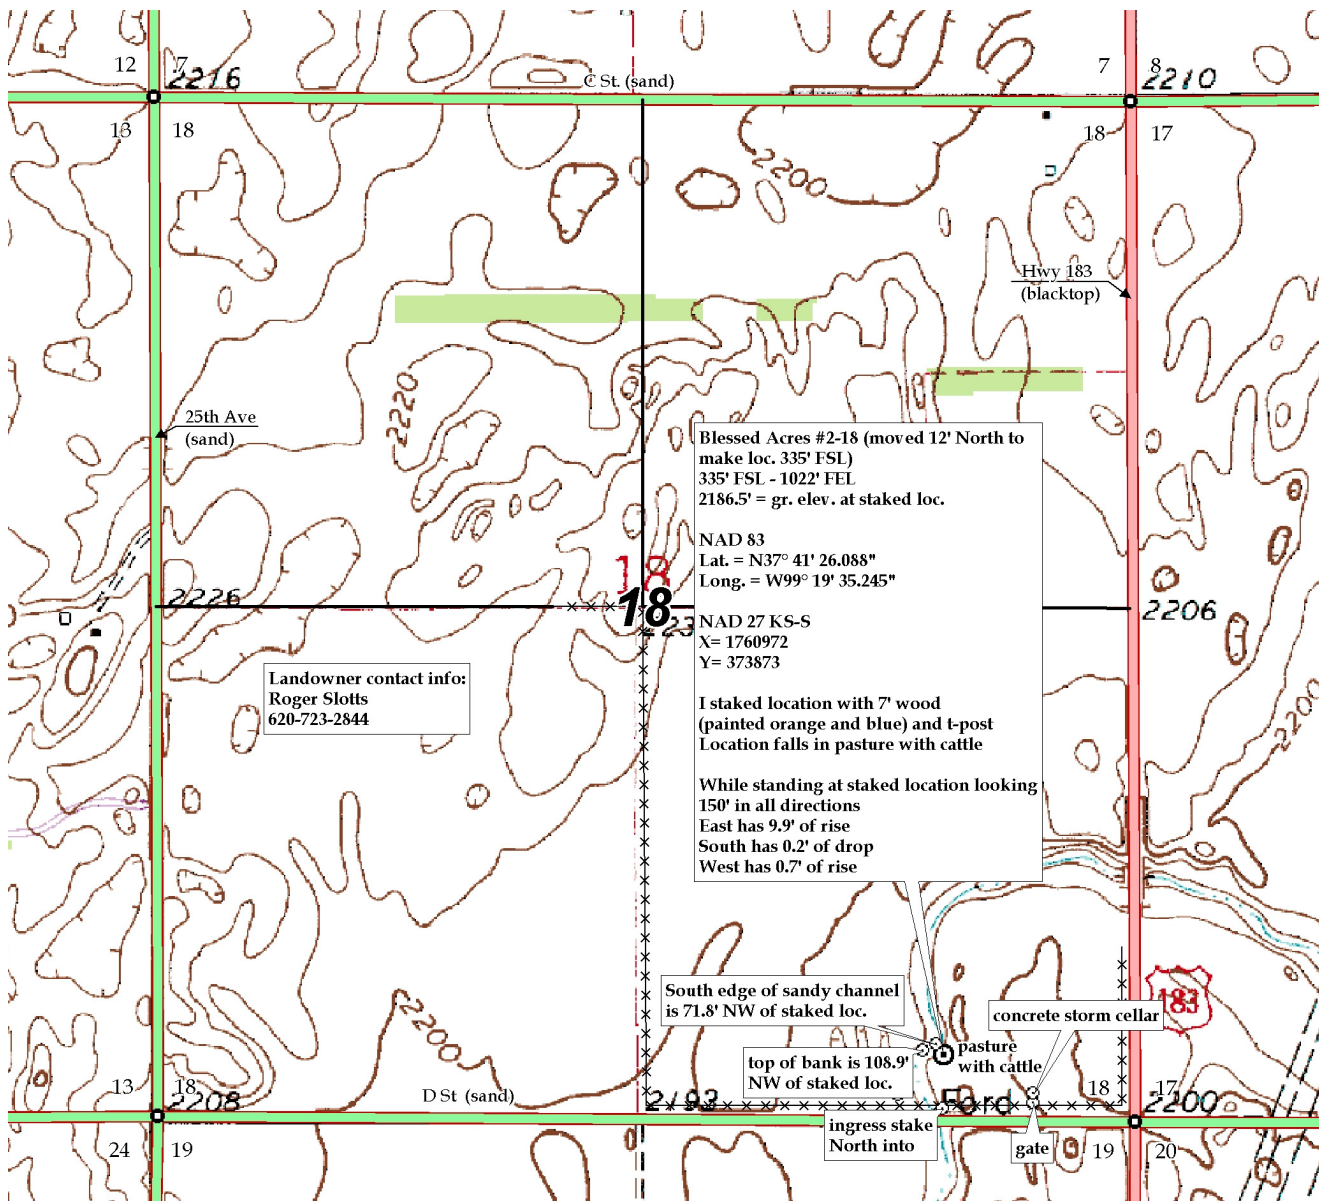 12
7
2216
C St. (sand)
7
8
2210
13
18
18
17
2200
Hwy 183
(blacktop)
2220
25th Ave
(sand)
Blessed Acres #2-18 (moved 12' North to
make loc. 335' FSL)
335' FSL - 1022' FEL
2186.5' = gr. elev. at staked loc.
NAD 83
Lat. = N37° 41' 26.088"
Long. = W99° 19' 35.245"
18
2226
18
223
2206
NAD 27 KS-S
X= 1760972
Y= 373873
Landowner contact info:
Roger Slotts
620-723-2844
I staked location with 7' wood
(painted orange and blue) and t-post
Location falls in pasture with cattle
2200
While standing at staked location looking
150' in all directions
East has 9.9' of rise
South has 0.2' of drop
West has 0.7' of rise
South edge of sandy channel
is 71.8' NW of staked loc.
183
concrete storm cellar
2200
pasture
with cattle
top of bank is 108.9'
NW of staked loc.
13
18
2208
D St (sand)
2193
Ford
18
17
2200
ingress stake
North into
gate
24
19
19
20